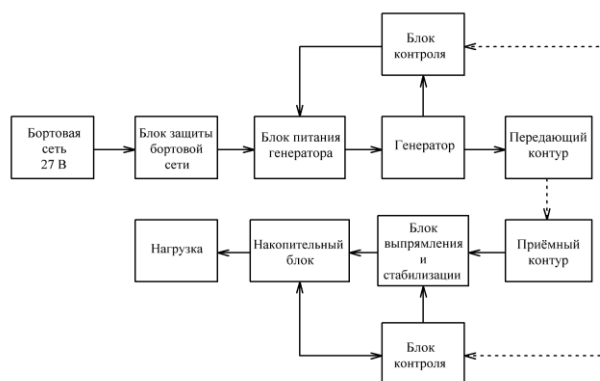 Блок
контроля
Бортовая
сеть
27 В
Блок защиты
бортовой
сети
Блок питания
генератора
Генератор
Передающий
контур
Нагрузка
Накопительный
блок
Блок
выпрямления
и
стабилизации
Приёмный
контур
Блок
контроля